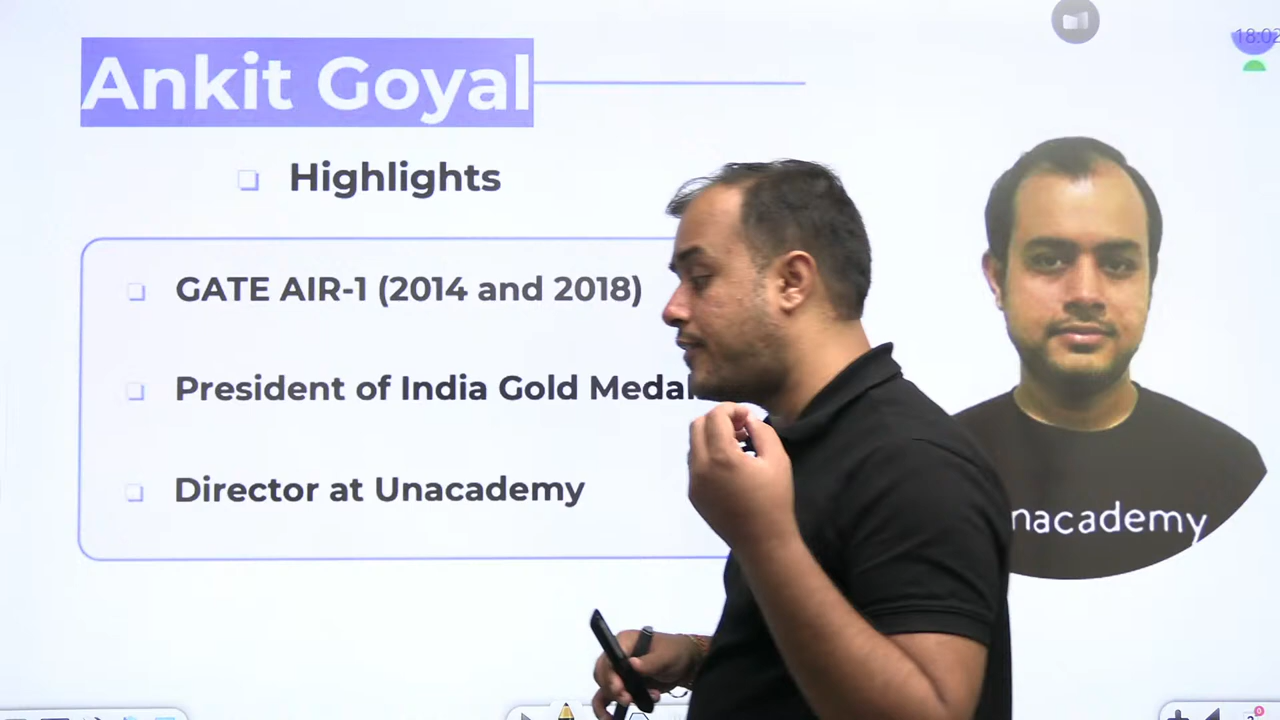 Ankit Goyal
18:02
Highlights
GATE AIR-1 (2014 and 2018)
President of India Gold Medal
Director at Unacademy
nacademy